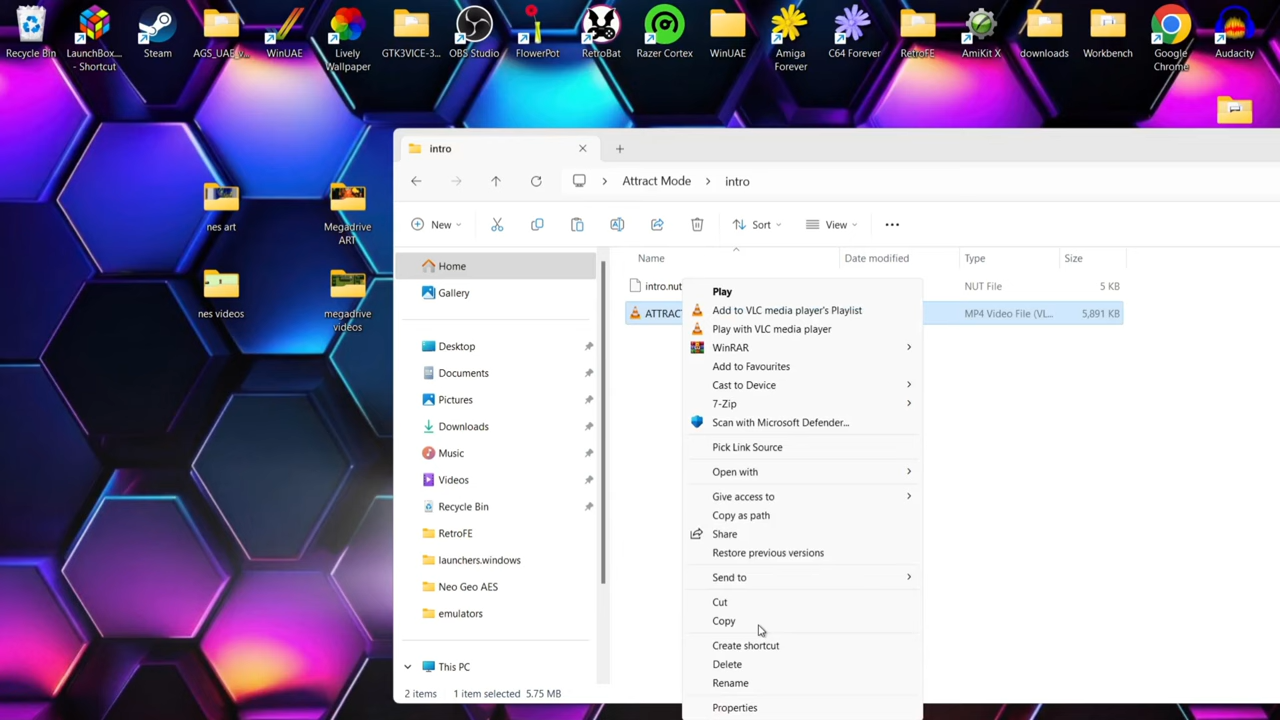 Recycle Bin
LaunchBox...
- Shortcut
Steam
AGS_UAE_v...
WinUAE
Lively
Wallpaper
GTK3VICE-3...
OBS Studio
FlowerPot
RetroBat
Razer Cortex
WinUAE
Amiga
Forever
C64 Forever
RetroFE
AmiKit X
downloads
Workbench
Google
Chrome
Audacity
nes art
Megadrive
ART
nes videos
megadrive
videos
intro
Attract Mode
intro
New
Sort
View
Home
Gallery
Desktop
Documents
Pictures
Downloads
Music
Videos
Recycle Bin
RetroFE
launchers.windows
Neo Geo AES
emulators
This PC
2 items
1 item selected 5.75 MB
Name
Date modified
Type
Size
intro.nut
NUT File
5 KB
ATTRAC
MP4 Video File (VL...
5,891 KB
Play
Add to VLC media player's Playlist
Play with VLC media player
WinRAR
Add to Favourites
Cast to Device
7-Zip
Scan with Microsoft Defender...
Pick Link Source
Open with
Give access to
Copy as path
Share
Restore previous versions
Send to
Cut
Copy
Create shortcut
Delete
Rename
Properties